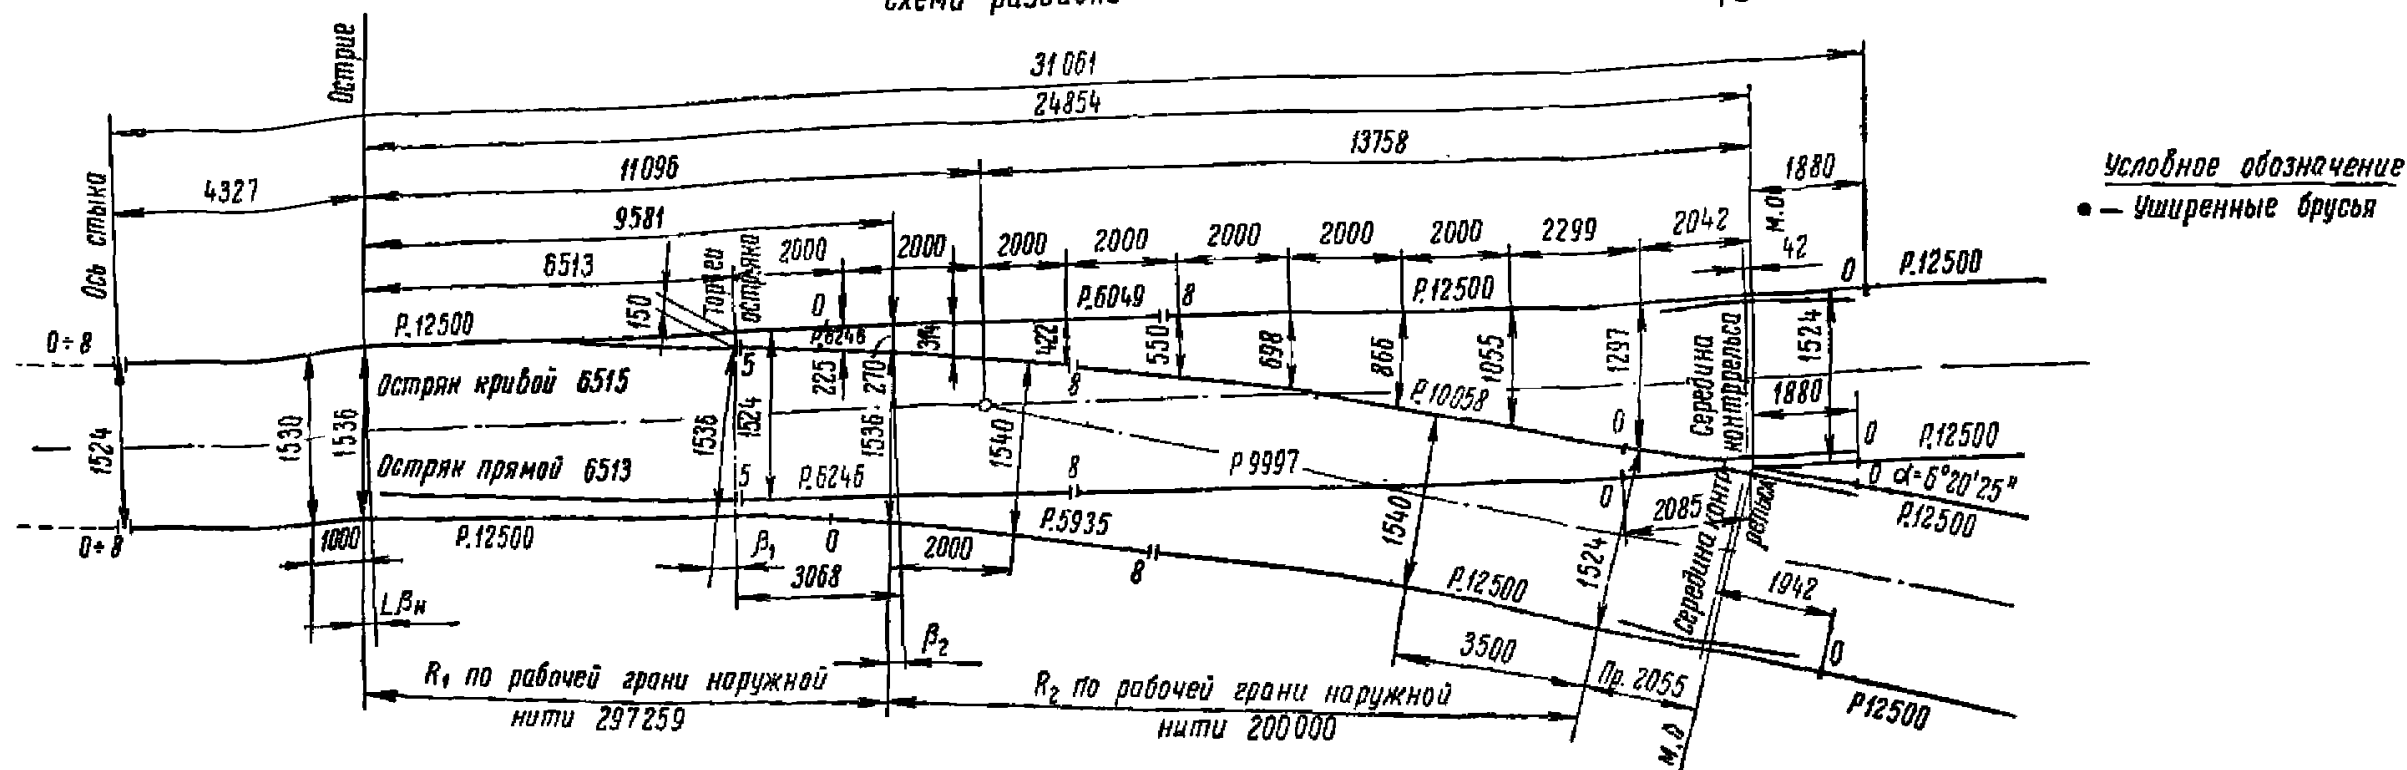 схема разбивки
31061
24854
11096
13758
4327
9581
6513
1880
Острие
Ось стыка
Торец
остряка
2000
2000
2000
2000
2000
2000
2000
2299
2042
М.О
42
Условное обозначение
● — Уширенные брусья
0÷8
Р.12500
150
0
Р.6246
Р.6049
8
Р.12500
0
Р.12500
5
225
270
314
422
550
698
866
1055
1297
1524
8
Остряк кривой 6515
Р.10058
Середина
контррельса
1880
1524
1530
1536
1536
1524
1536
1540
0
0
Р.12500
Остряк прямой 6513
5
Р.6246
8
Р 9997
0
0
α=6°20'25"
Р.12500
0÷8
1000
Р.12500
β₁
0
2000
Р.5935
8
1540
1524
2085
Середина контр-
рельса
3068
Lβн
β₂
Р.12500
1942
0
3500
Пр. 2055
М.О
Р12500
R₁ по рабочей грани наружной
нити 297259
R₂ по рабочей грани наружной
нити 200000